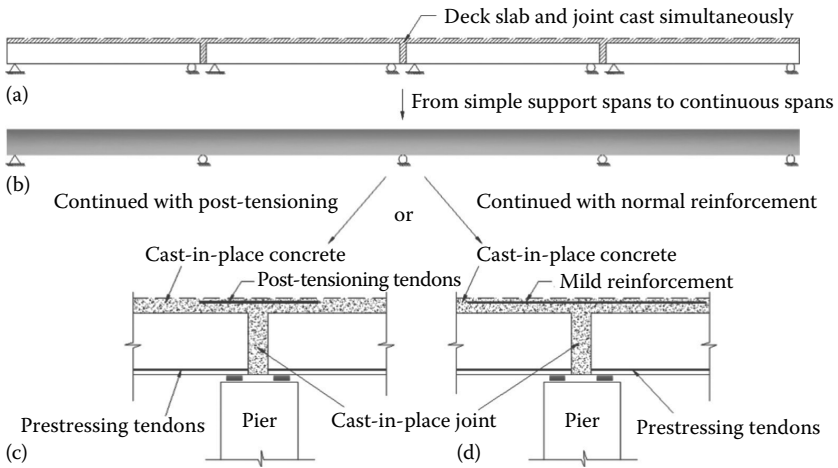 Deck slab and joint cast simultaneously
(a)
From simple support spans to continuous spans
(b)
Continued with post-tensioning
or
Continued with normal reinforcement
Cast-in-place concrete
Post-tensioning tendons
Cast-in-place concrete
Mild reinforcement
Prestressing tendons
Pier
Cast-in-place joint
Pier
Prestressing tendons
(c)
(d)